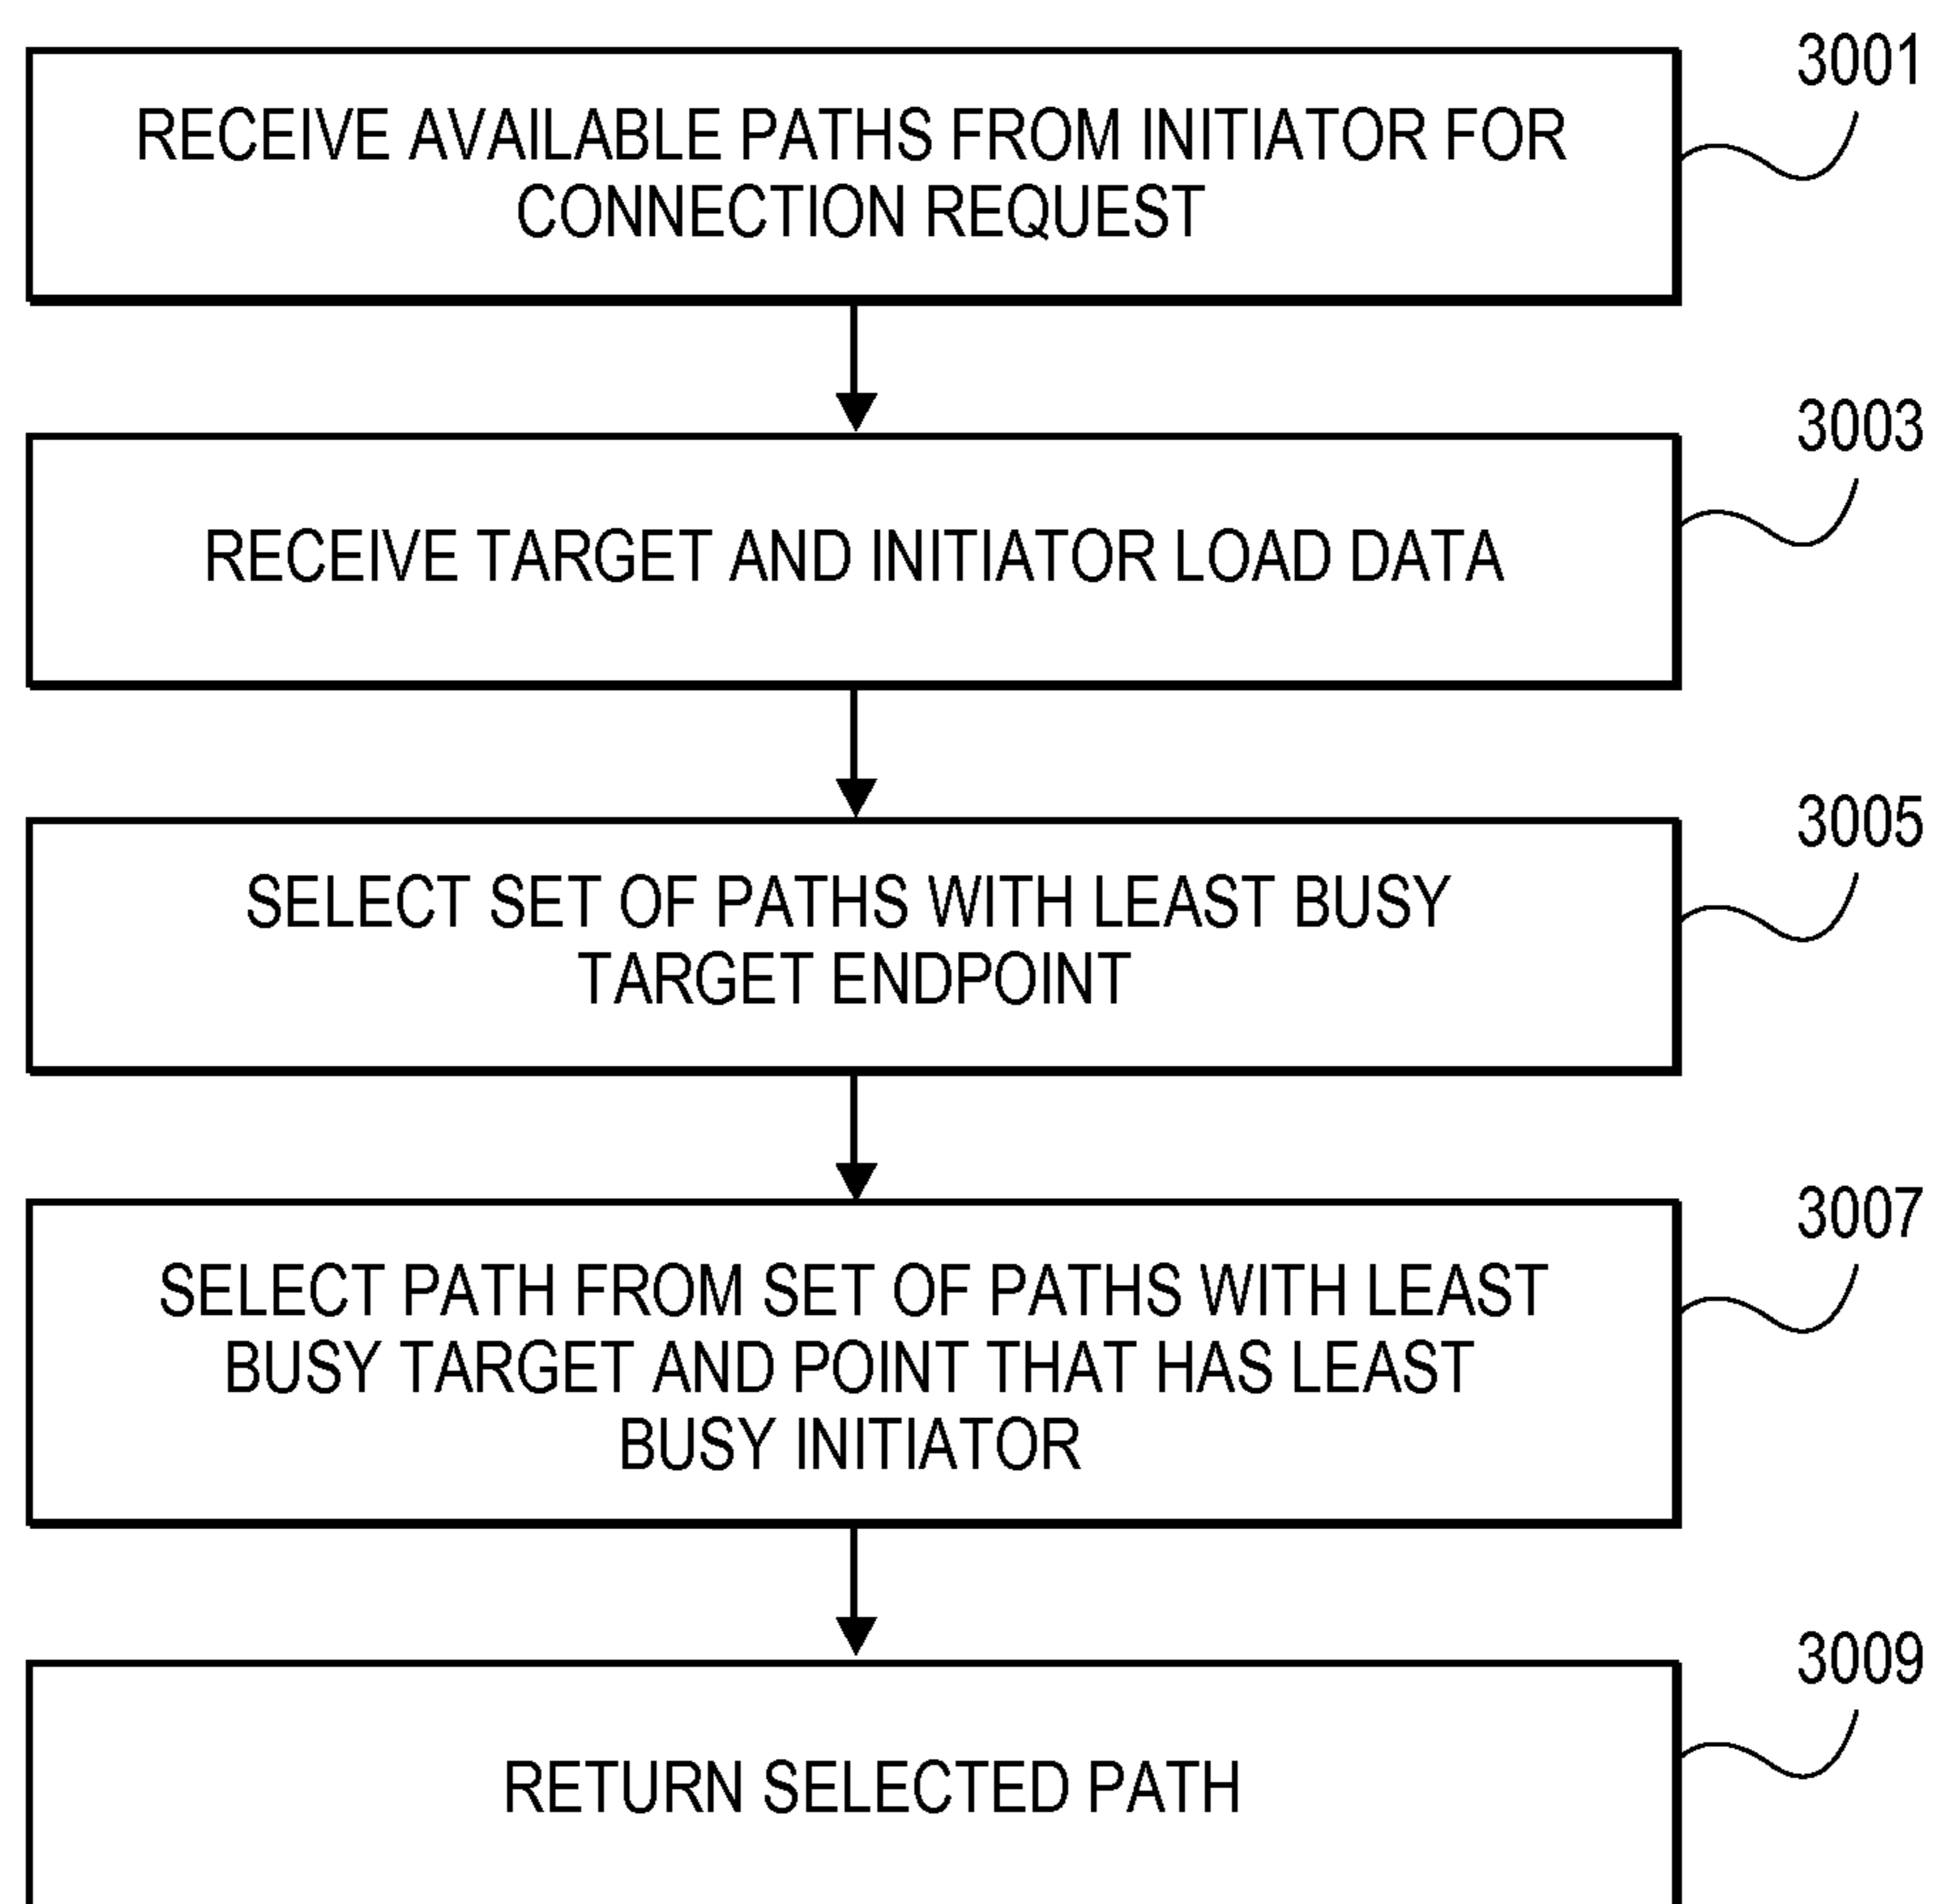 3001
RECEIVE AVAILABLE PATHS FROM INITIATOR FOR
CONNECTION REQUEST
3003
RECEIVE TARGET AND INITIATOR LOAD DATA
3005
SELECT SET OF PATHS WITH LEAST BUSY
TARGET ENDPOINT
3007
SELECT PATH FROM SET OF PATHS WITH LEAST
BUSY TARGET AND POINT THAT HAS LEAST
BUSY INITIATOR
3009
RETURN SELECTED PATH